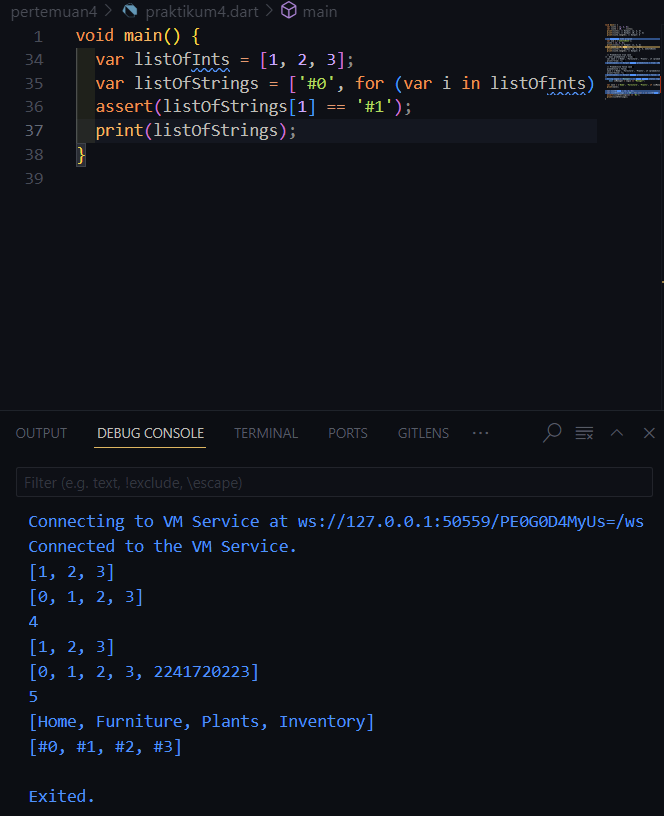 pertemuan4 > praktikum4.dart > main
1 void main() {
34 var listOfInts = [1, 2, 3];
35 var listOfStrings = ['#0', for (var i in listOfInts)
36 assert(listOfStrings[1] == '#1');
37 print(listOfStrings);
38 }
39
OUTPUT DEBUG CONSOLE TERMINAL PORTS GITLENS ...
Filter (e.g. text, !exclude, \escape)
Connecting to VM Service at ws://127.0.0.1:50559/PE0G0D4MyUs=/ws
Connected to the VM Service.
[1, 2, 3]
[0, 1, 2, 3]
4
[1, 2, 3]
[0, 1, 2, 3, 2241720223]
5
[Home, Furniture, Plants, Inventory]
[#0, #1, #2, #3]
Exited.